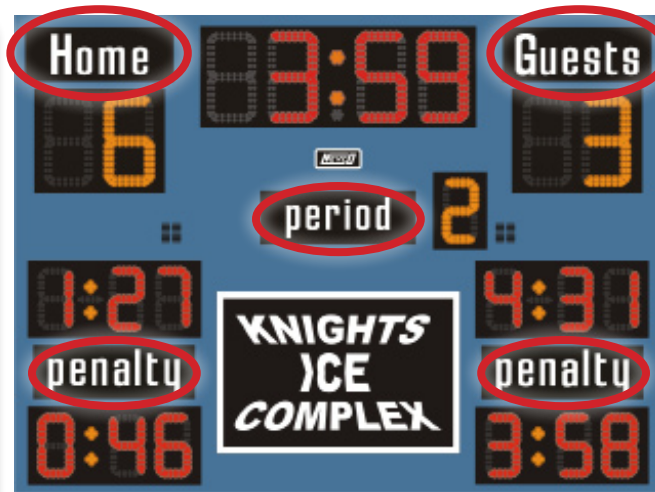 Home 3:59 Guests
6 3
period 2
1:27 4:31
KNIGHTS
ICE
COMPLEX
penalty penalty
0:46 3:58